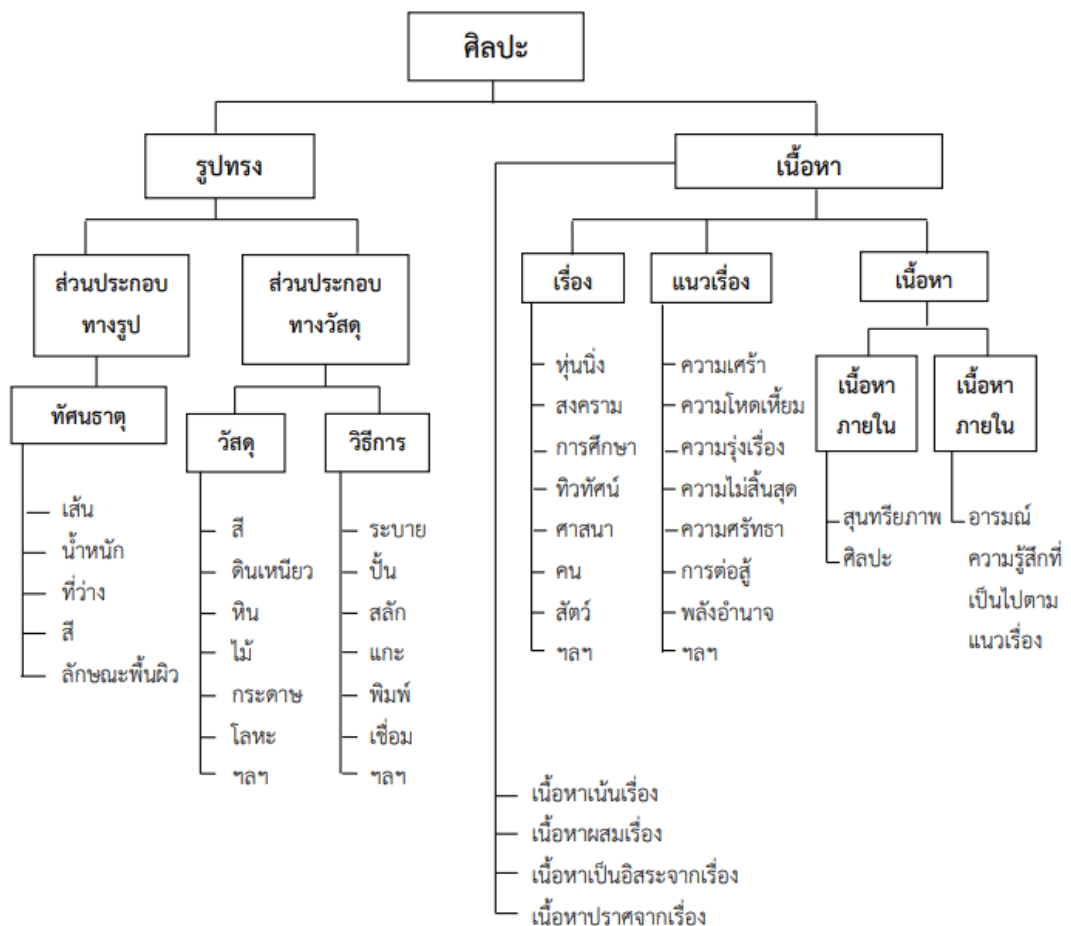 ศิลปะ
รูปทรง
เนื้อหา
ส่วนประกอบ
ทางรูป
ส่วนประกอบ
ทางวัสดุ
เรื่อง
แนวเรื่อง
เนื้อหา
ทัศนธาตุ
วัสดุ
วิธีการ
เนื้อหา
ภายใน
เนื้อหา
ภายใน
เส้น
น้ำหนัก
ที่ว่าง
สี
ลักษณะพื้นผิว
สี
ดินเหนียว
หิน
ไม้
กระดาษ
โลหะ
ฯลฯ
ระบาย
ปั้น
สลัก
แกะ
พิมพ์
เชื่อม
ฯลฯ
หุ่นนิ่ง
สงคราม
การศึกษา
ทิวทัศน์
ศาสนา
คน
สัตว์
ฯลฯ
ความเศร้า
ความโหดเหี้ยม
ความรุ่งเรื่อง
ความไม่สิ้นสุด
ความศรัทธา
การต่อสู้
พลังอำนาจ
ฯลฯ
สุนทรียภาพ
ศิลปะ
อารมณ์
ความรู้สึกที่
เป็นไปตาม
แนวเรื่อง
เนื้อหาเน้นเรื่อง
เนื้อหาผสมเรื่อง
เนื้อหาเป็นอิสระจากเรื่อง
เนื้อหาปราศจากเรื่อง